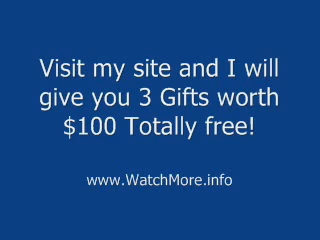 Visit my site and I will
give you 3 Gifts worth
$100 Totally free!
www.WatchMore.info